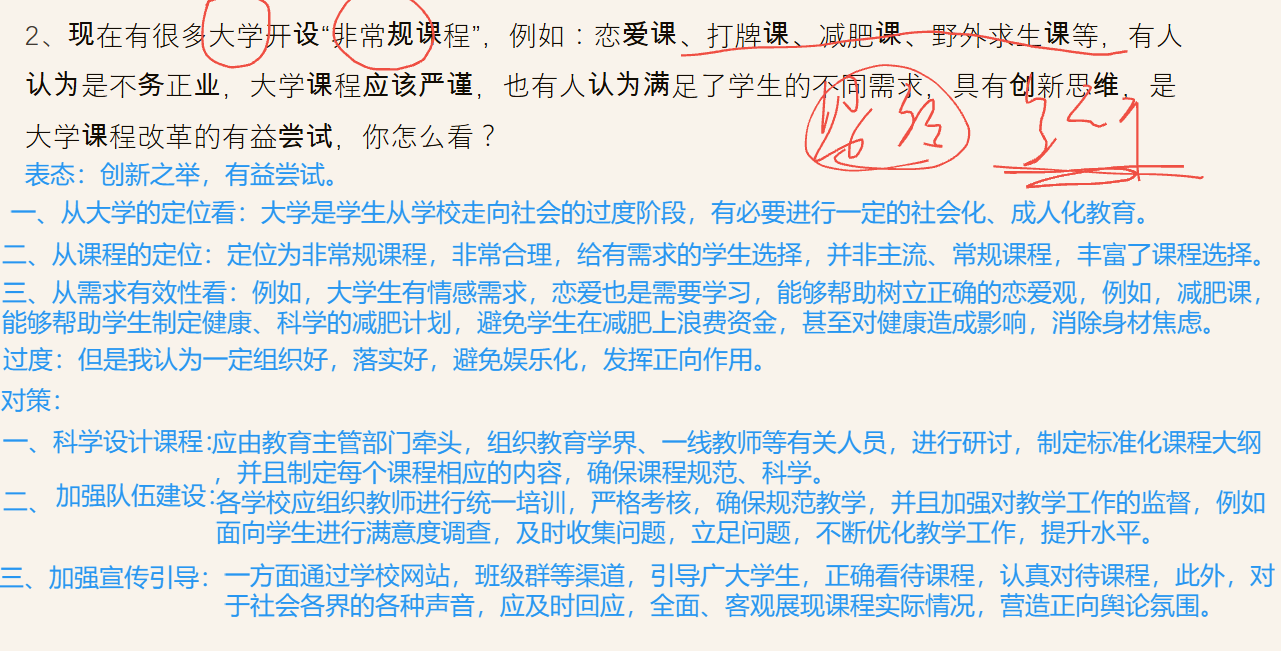 2、现在有很多大学开设“非常规课程”，例如：恋爱课、打牌课、减肥课、野外求生课等，有人
认为是不务正业，大学课程应该严谨，也有人认为满足了学生的不同需求，具有创新思维，是
大学课程改革的有益尝试，你怎么看？
表态：创新之举，有益尝试。
一、从大学的定位看：大学是学生从学校走向社会的过度阶段，有必要进行一定的社会化、成人化教育。
二、从课程的定位：定位为非常规课程，非常合理，给有需求的学生选择，并非主流、常规课程，丰富了课程选择。
三、从需求有效性看：例如，大学生有情感需求，恋爱也是需要学习，能够帮助树立正确的恋爱观，例如，减肥课，
能够帮助学生制定健康、科学的减肥计划，避免学生在减肥上浪费资金，甚至对健康造成影响，消除身材焦虑。
过度：但是我认为一定组织好，落实好，避免娱乐化，发挥正向作用。
对策：
一、科学设计课程：应由教育主管部门牵头，组织教育学界、一线教师等有关人员，进行研讨，制定标准化课程大纲
，并且制定每个课程相应的内容，确保课程规范、科学。
二、加强队伍建设：各学校应组织教师进行统一培训，严格考核，确保规范教学，并且加强对教学工作的监督，例如
面向学生进行满意度调查，及时收集问题，立足问题，不断优化教学工作，提升水平。
三、加强宣传引导：一方面通过学校网站，班级群等渠道，引导广大学生，正确看待课程，认真对待课程，此外，对
于社会各界的各种声音，应及时回应，全面、客观展现课程实际情况，营造正向舆论氛围。